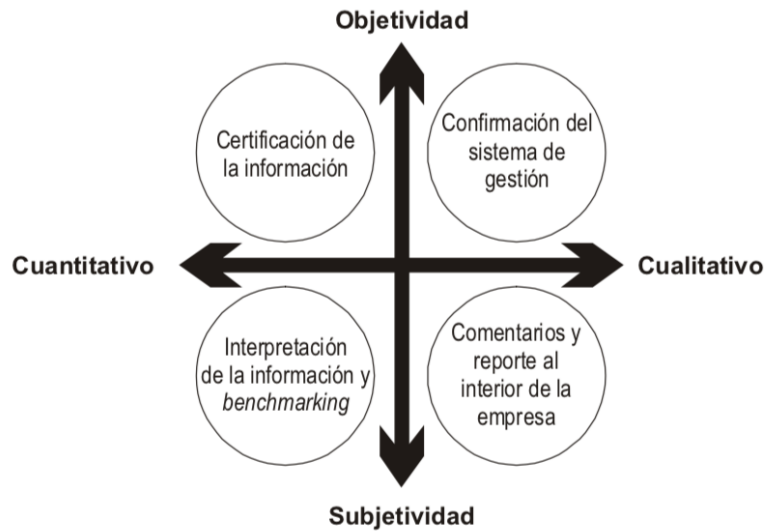 Objetividad
Certificación de
la información
Confirmación del
sistema de
gestión
Cuantitativo
Cualitativo
Interpretación
de la información y
benchmarking
Comentarios y
reporte al
interior de la
empresa
Subjetividad